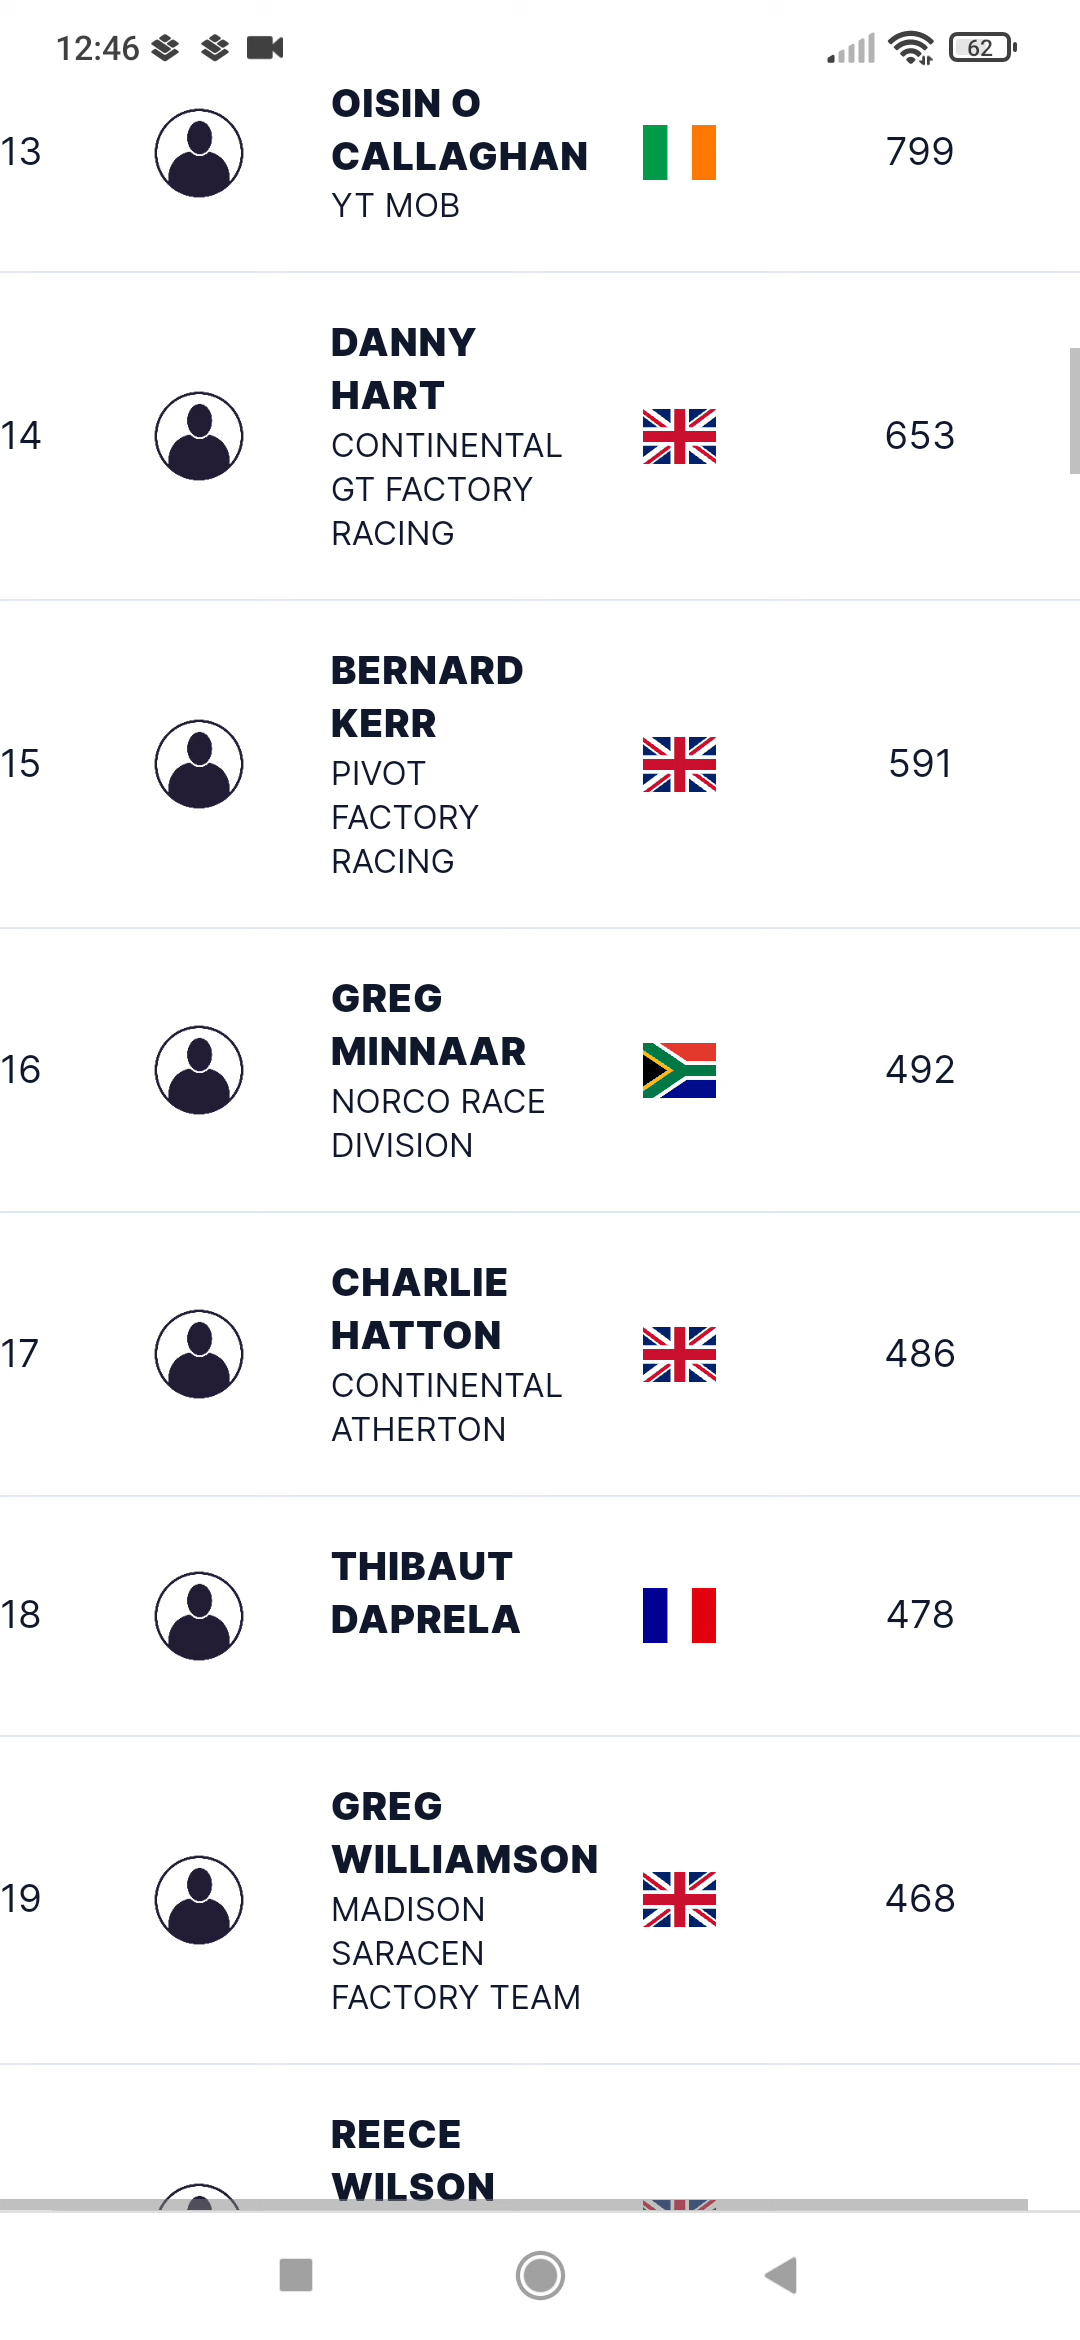 12:46
62
13
OISIN O
CALLAGHAN
YT MOB
799
14
DANNY
HART
CONTINENTAL
GT FACTORY
RACING
653
15
BERNARD
KERR
PIVOT
FACTORY
RACING
591
16
GREG
MINNAAR
NORCO RACE
DIVISION
492
17
CHARLIE
HATTON
CONTINENTAL
ATHERTON
486
18
THIBAUT
DAPRELA
478
19
GREG
WILLIAMSON
MADISON
SARACEN
FACTORY TEAM
468
REECE
WILSON